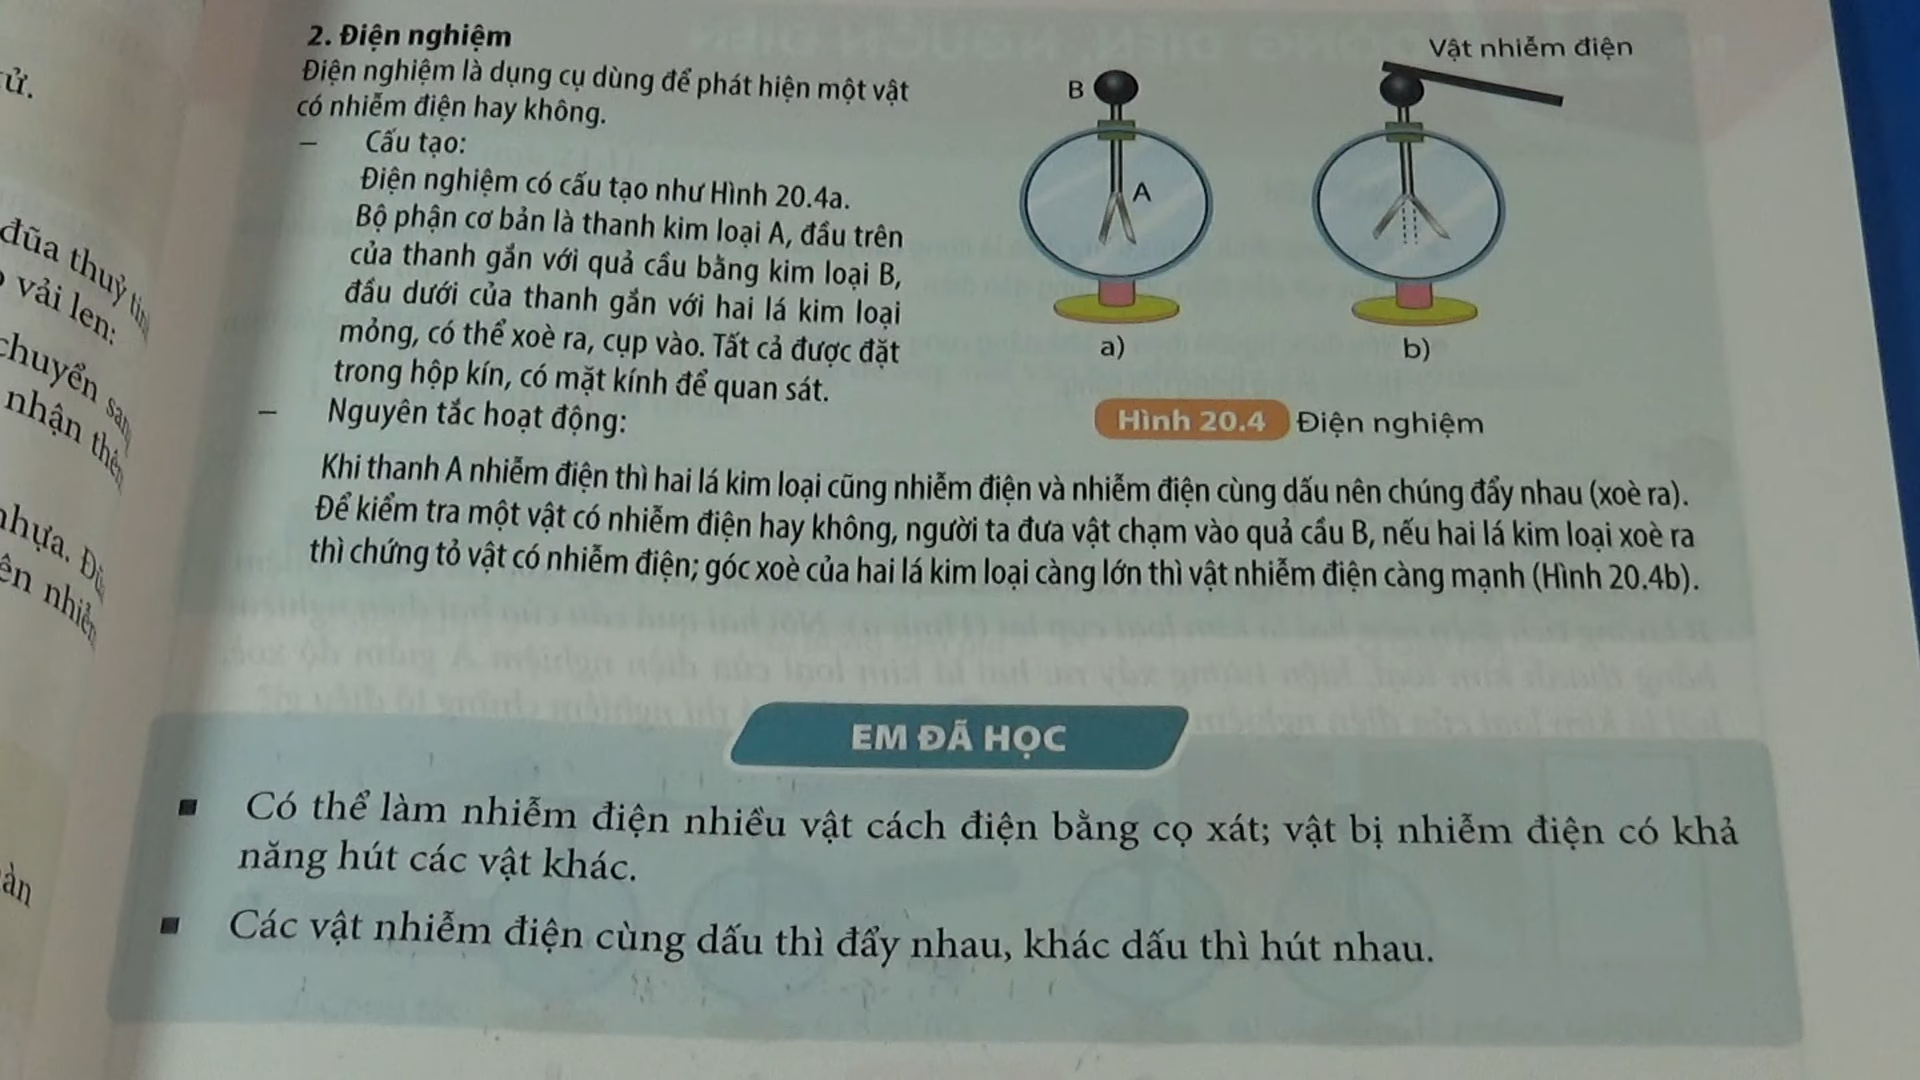 2. Điện nghiệm
Điện nghiệm là dụng cụ dùng để phát hiện một vật
có nhiễm điện hay không.
– Cấu tạo:
Điện nghiệm có cấu tạo như Hình 20.4a.
Bộ phận cơ bản là thanh kim loại A, đầu trên
của thanh gắn với quả cầu bằng kim loại B,
đầu dưới của thanh gắn với hai lá kim loại
mỏng, có thể xoè ra, cụp vào. Tất cả được đặt
trong hộp kín, có mặt kính để quan sát.
– Nguyên tắc hoạt động:
Vật nhiễm điện
B
A
a)
b)
Hình 20.4 Điện nghiệm
Khi thanh A nhiễm điện thì hai lá kim loại cũng nhiễm điện và nhiễm điện cùng dấu nên chúng đẩy nhau (xoè ra).
Để kiểm tra một vật có nhiễm điện hay không, người ta đưa vật chạm vào quả cầu B, nếu hai lá kim loại xoè ra
thì chứng tỏ vật có nhiễm điện; góc xoè của hai lá kim loại càng lớn thì vật nhiễm điện càng mạnh (Hình 20.4b).
EM ĐÃ HỌC
▪ Có thể làm nhiễm điện nhiều vật cách điện bằng cọ xát; vật bị nhiễm điện có khả
năng hút các vật khác.
▪ Các vật nhiễm điện cùng dấu thì đẩy nhau, khác dấu thì hút nhau.
đũa thuỷ
vải len:
chuyển
nhận
nhựa.